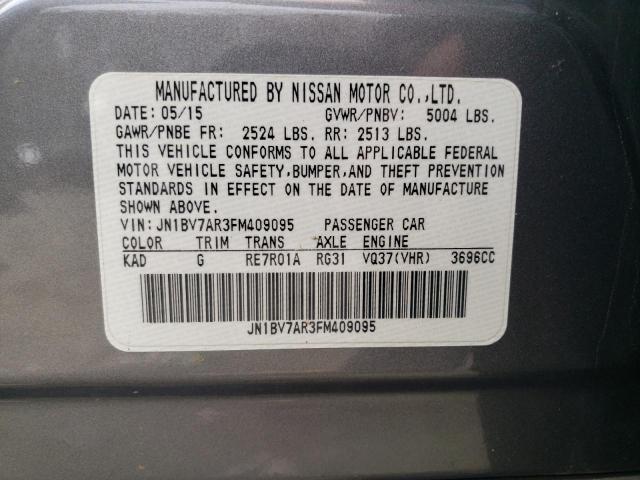 MANUFACTURED BY NISSAN MOTOR CO.,LTD.
DATE: 05/15 GVWR/PNBV: 5004 LBS.
GAWR/PNBE FR: 2524 LBS. RR: 2513 LBS.
THIS VEHICLE CONFORMS TO ALL APPLICABLE FEDERAL
MOTOR VEHICLE SAFETY, BUMPER, AND THEFT PREVENTION
STANDARDS IN EFFECT ON THE DATE OF MANUFACTURE
SHOWN ABOVE.
VIN: JN1BV7AR3FM409095 PASSENGER CAR
COLOR TRIM TRANS AXLE ENGINE
KAD G RE7R01A RG31 VQ37(VHR) 3696CC
JN1BV7AR3FM409095